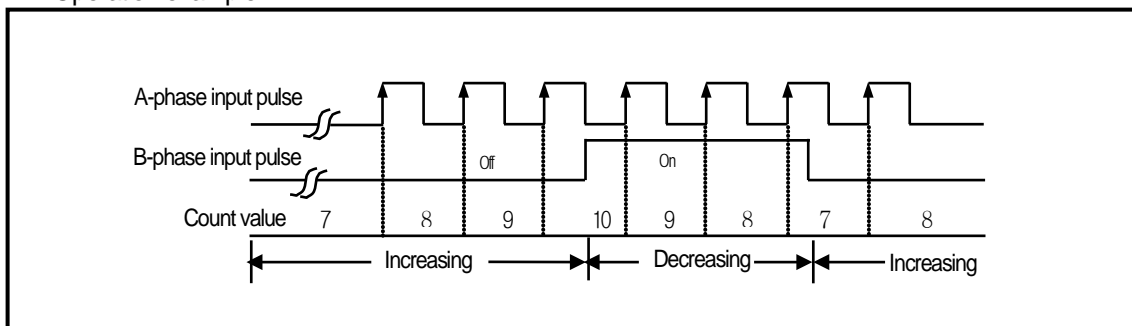 A-phase input pulse
B-phase input pulse
Off
On
Count value 7 8 9 10 9 8 7 8
Increasing Decreasing Increasing